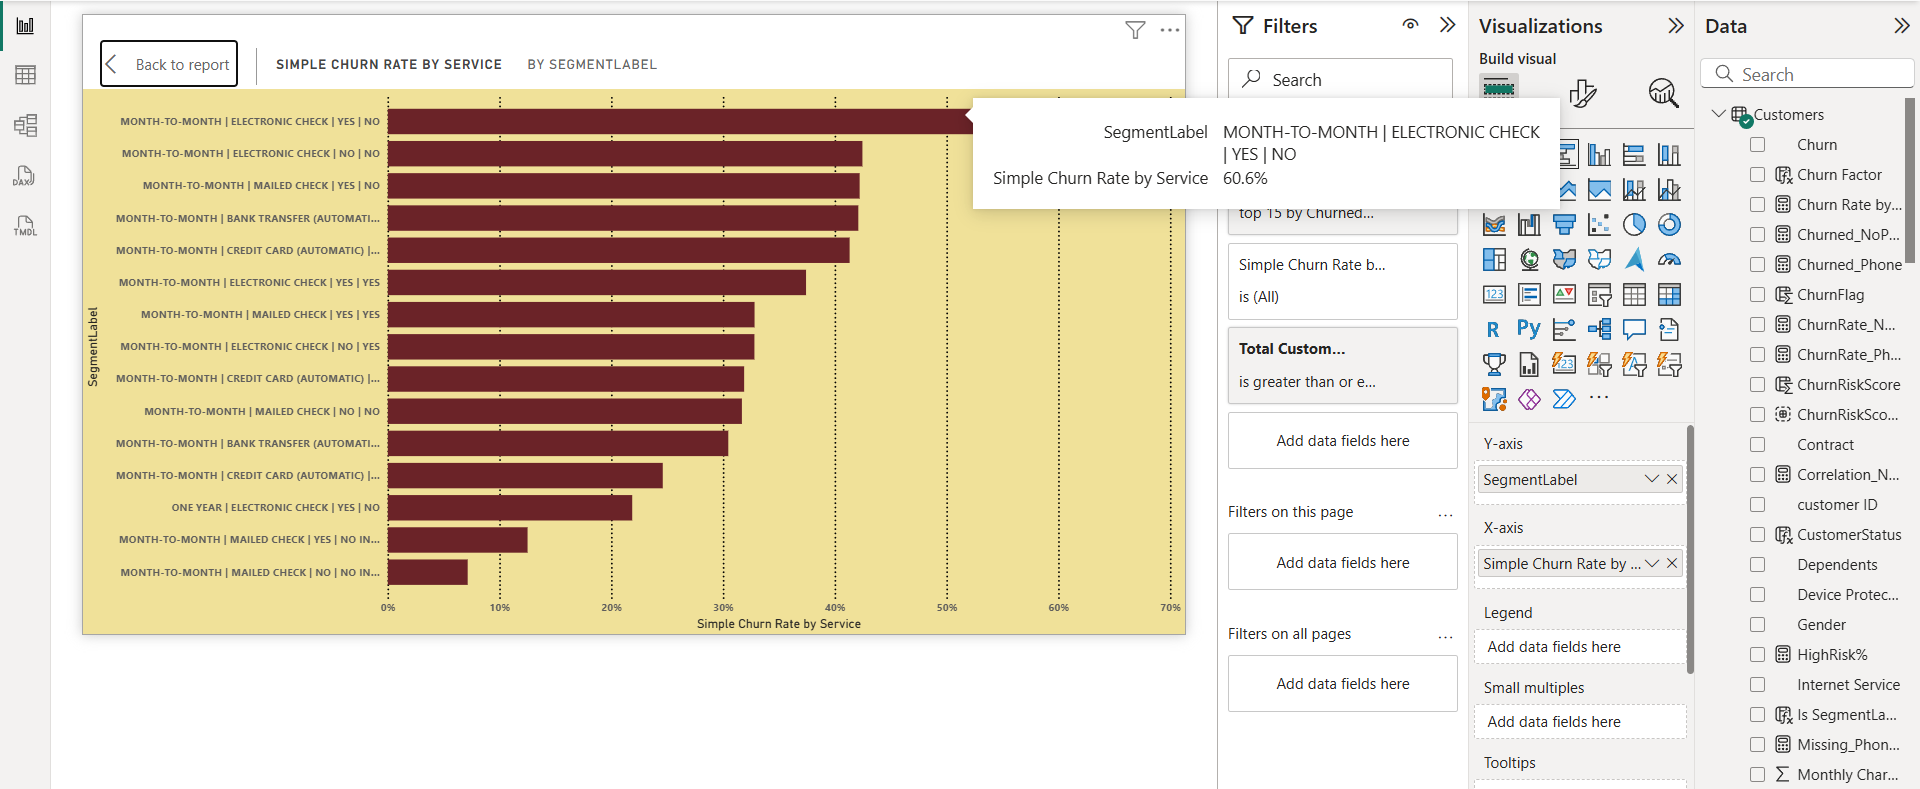 Back to report
SIMPLE CHURN RATE BY SERVICE
BY SEGMENTLABEL
SegmentLabel
MONTH-TO-MONTH | ELECTRONIC CHECK | YES | NO
MONTH-TO-MONTH | ELECTRONIC CHECK | NO | NO
MONTH-TO-MONTH | MAILED CHECK | YES | NO
MONTH-TO-MONTH | BANK TRANSFER (AUTOMATI...
MONTH-TO-MONTH | CREDIT CARD (AUTOMATIC) |...
MONTH-TO-MONTH | ELECTRONIC CHECK | YES | YES
MONTH-TO-MONTH | MAILED CHECK | YES | YES
MONTH-TO-MONTH | ELECTRONIC CHECK | NO | YES
MONTH-TO-MONTH | CREDIT CARD (AUTOMATIC) |...
MONTH-TO-MONTH | MAILED CHECK | NO | NO
MONTH-TO-MONTH | BANK TRANSFER (AUTOMATI...
MONTH-TO-MONTH | CREDIT CARD (AUTOMATIC) |...
ONE YEAR | ELECTRONIC CHECK | YES | NO
MONTH-TO-MONTH | MAILED CHECK | YES | NO IN...
MONTH-TO-MONTH | MAILED CHECK | NO | NO IN...
0% 10% 20% 30% 40% 50% 60% 70%
Simple Churn Rate by Service
SegmentLabel MONTH-TO-MONTH | ELECTRONIC CHECK
| YES | NO
Simple Churn Rate by Service 60.6%
DAX
TMDL
Filters
Search
top 15 by Churned...
Simple Churn Rate b...
is (All)
Total Custom...
is greater than or e...
Add data fields here
Filters on this page ...
Add data fields here
Filters on all pages ...
Add data fields here
Visualizations
Build visual
123
R
Py
123
...
Y-axis
SegmentLabel
X-axis
Simple Churn Rate by ...
Legend
Add data fields here
Small multiples
Add data fields here
Tooltips
Data
Search
Customers
Churn
Churn Factor
Churn Rate by...
Churned_NoP...
Churned_Phone
ChurnFlag
ChurnRate_N...
ChurnRate_Ph...
ChurnRiskScore
ChurnRiskSco...
Contract
Correlation_N...
customer ID
CustomerStatus
Dependents
Device Protec...
Gender
HighRisk%
Internet Service
Is SegmentLa...
Missing_Phon...
Monthly Char...